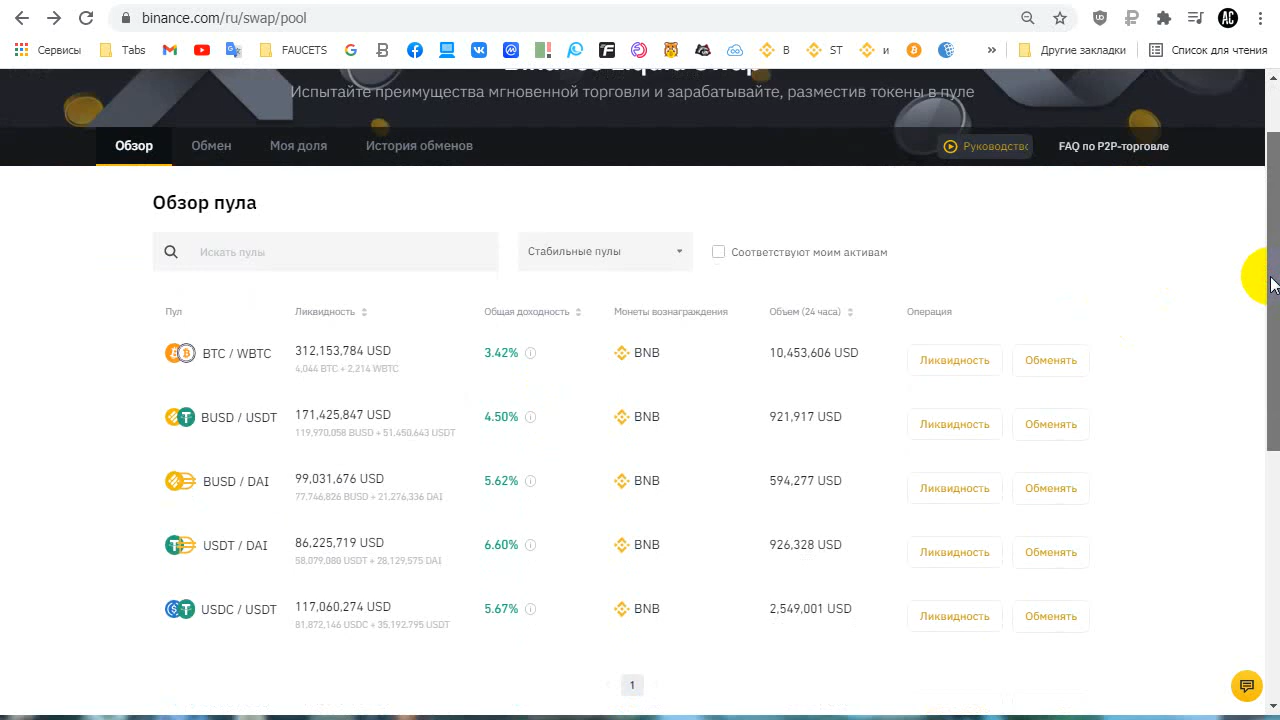 binance.com/ru/swap/pool
Сервисы Tabs FAUCETS B ST и » Другие закладки Список для чтения
Binance Liquid Swap
Испытайте преимущества мгновенной торговли и зарабатывайте, разместив токены в пуле
Обзор Обмен Моя доля История обменов Руководство FAQ по P2P-торговле
Обзор пула
Искать пулы Стабильные пулы Соответствуют моим активам
Пул Ликвидность Общая доходность Монеты вознаграждения Объем (24 часа) Операция
BTC / WBTC 312,153,784 USD 3.42% BNB 10,453,606 USD Ликвидность Обменять
4,044 BTC + 2,214 WBTC
BUSD / USDT 171,425,847 USD 4.50% BNB 921,917 USD Ликвидность Обменять
119,970,058 BUSD + 51,450,643 USDT
BUSD / DAI 99,031,676 USD 5.62% BNB 594,277 USD Ликвидность Обменять
77,746,826 BUSD + 21,276,336 DAI
USDT / DAI 86,225,719 USD 6.60% BNB 926,328 USD Ликвидность Обменять
58,079,080 USDT + 28,129,575 DAI
USDC / USDT 117,060,274 USD 5.67% BNB 2,549,001 USD Ликвидность Обменять
81,872,146 USDC + 35,192,795 USDT
1